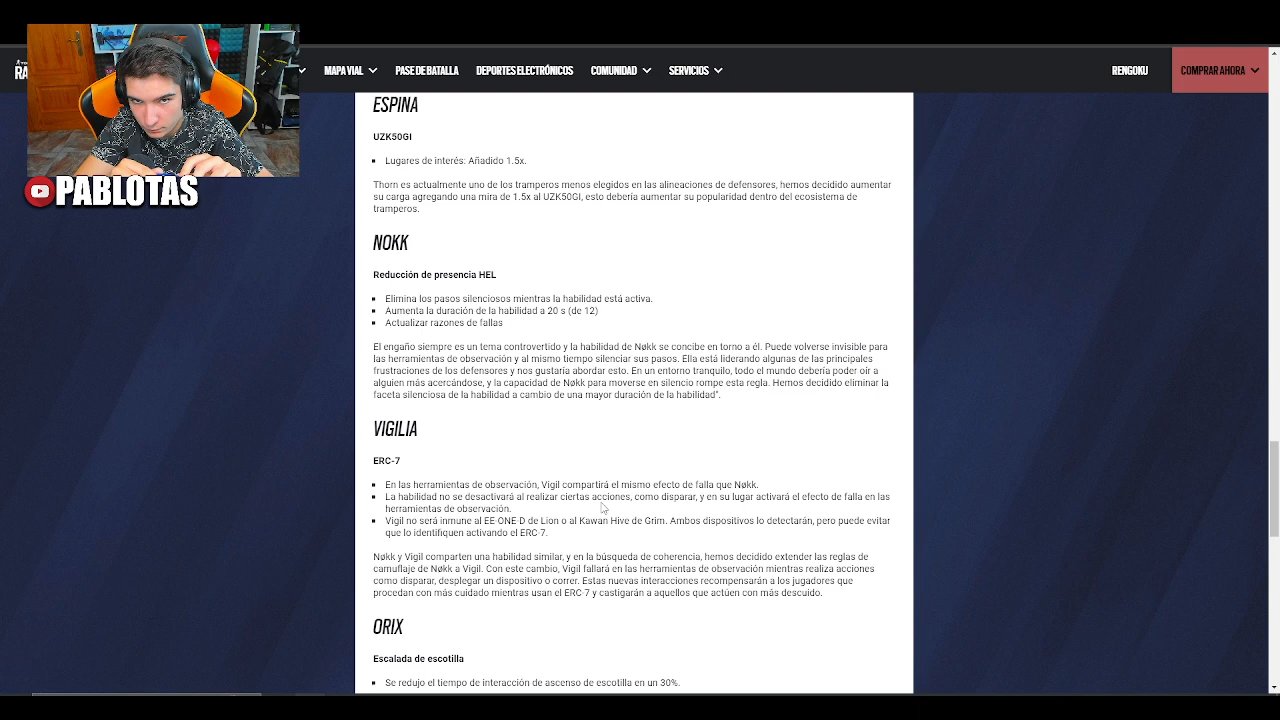 RA
MAPA VIAL
PASE DE BATALLA
DEPORTES ELECTRÓNICOS
COMUNIDAD
SERVICIOS
RENGOKU
COMPRAR AHORA
PABLOTAS
ESPINA
UZK50GI
Lugares de interés: Añadido 1.5x.
Thorn es actualmente uno de los tramperos menos elegidos en las alineaciones de defensores, hemos decidido aumentar
su carga agregando una mira de 1.5x al UZK50GI, esto debería aumentar su popularidad dentro del ecosistema de
tramperos.
NOKK
Reducción de presencia HEL
Elimina los pasos silenciosos mientras la habilidad está activa.
Aumenta la duración de la habilidad a 20 s (de 12)
Actualizar razones de fallas
El engaño siempre es un tema controvertido y la habilidad de Nøkk se concibe en torno a él. Puede volverse invisible para
las herramientas de observación y al mismo tiempo silenciar sus pasos. Ella está liderando algunas de las principales
frustraciones de los defensores y nos gustaría abordar esto. En un entorno tranquilo, todo el mundo debería poder oír a
alguien más acercándose, y la capacidad de Nøkk para moverse en silencio rompe esta regla. Hemos decidido eliminar la
faceta silenciosa de la habilidad a cambio de una mayor duración de la habilidad".
VIGILIA
ERC-7
En las herramientas de observación, Vigil compartirá el mismo efecto de falla que Nøkk.
La habilidad no se desactivará al realizar ciertas acciones, como disparar, y en su lugar activará el efecto de falla en las
herramientas de observación.
Vigil no será inmune al EE-ONE-D de Lion o al Kawan Hive de Grim. Ambos dispositivos lo detectarán, pero puede evitar
que lo identifiquen activando el ERC-7.
Nøkk y Vigil comparten una habilidad similar, y en la búsqueda de coherencia, hemos decidido extender las reglas de
camuflaje de Nøkk a Vigil. Con este cambio, Vigil fallará en las herramientas de observación mientras realiza acciones
como disparar, desplegar un dispositivo o correr. Estas nuevas interacciones recompensarán a los jugadores que
procedan con más cuidado mientras usan el ERC-7 y castigarán a aquellos que actúen con más descuido.
ORIX
Escalada de escotilla
Se redujo el tiempo de interacción de ascenso de escotilla en un 30%.